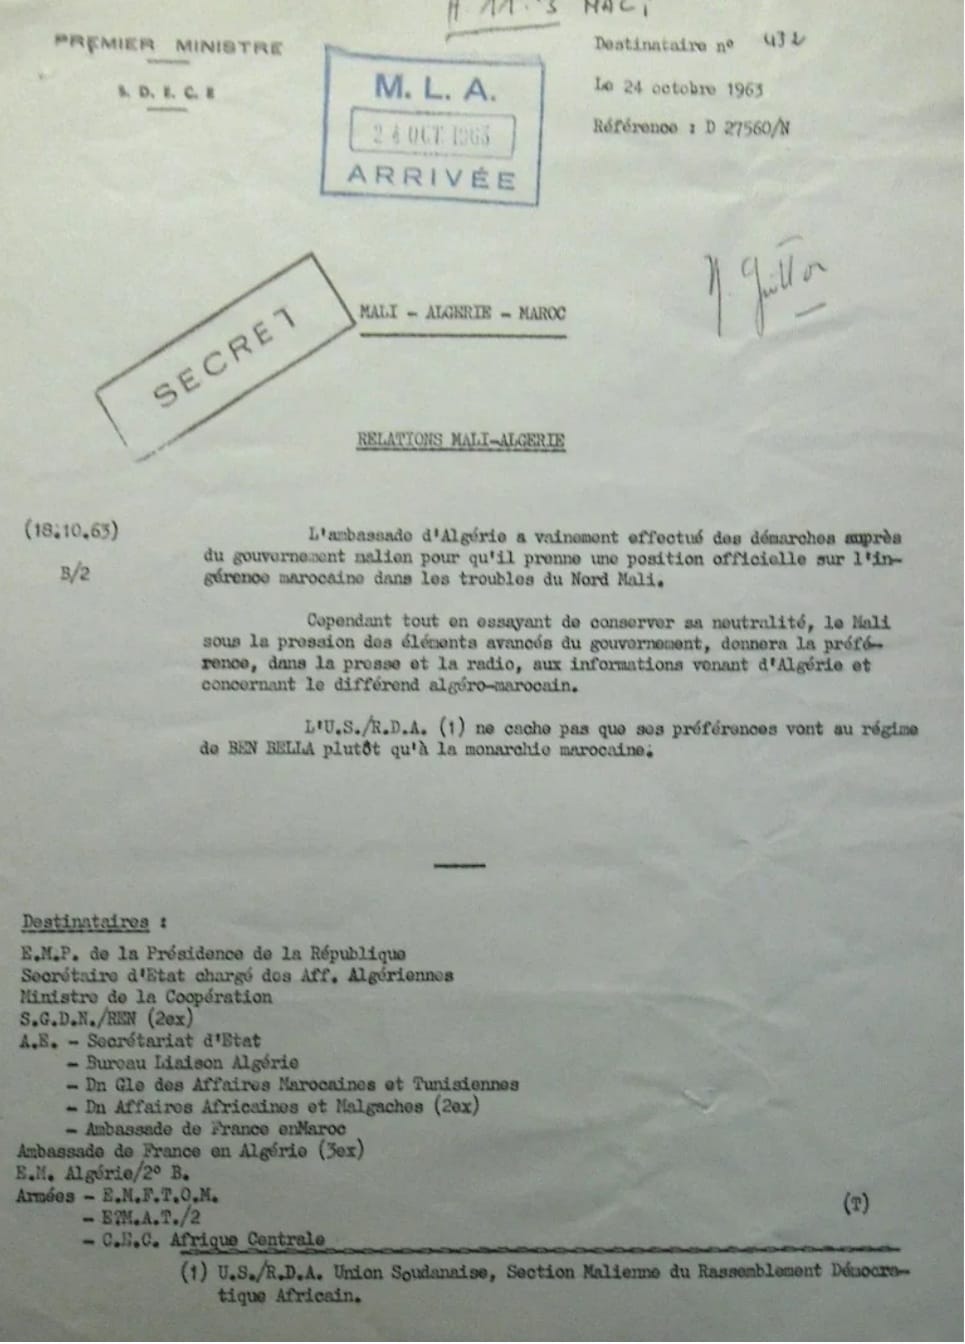 MALI
PREMIER MINISTRE
S. D. E. C. E
M. L. A.
24 OCT. 1963
ARRIVÉE
Destinataire nº 432
Le 24 octobre 1963
Référence : D 27560/N
SECRET
MALI - ALGERIE - MAROC
RELATIONS MALI-ALGERIE
(18.10.63)
B/2
L'ambassade d'Algérie a vainement effectué des démarches auprès
du gouvernement malien pour qu'il prenne une position officielle sur l'in-
gérence marocaine dans les troubles du Nord Mali.
Cependant tout en essayant de conserver sa neutralité, le Mali
sous la pression des éléments avancés du gouvernement, donnera la préfé-
rence, dans la presse et la radio, aux informations venant d'Algérie et
concernant le différend algéro-marocain.
L'U.S./R.D.A. (1) ne cache pas que ses préférences vont au régime
de BEN BELLA plutôt qu'à la monarchie marocaine.
Destinataires :
E.M.P. de la Présidence de la République
Secrétaire d'Etat chargé des Aff. Algériennes
Ministre de la Coopération
S.G.D.N./REN (2ex)
A.E. - Secrétariat d'Etat
- Bureau Liaison Algérie
- Dn Gle des Affaires Marocaines et Tunisiennes
- Dn Affaires Africaines et Malgaches (2ex)
- Ambassade de France enMaroc
Ambassade de France en Algérie (3ex)
E.M. Algérie/2º B.
Armées - E.M.F.T.O.M.
- E?M.A.T./2
- C.E.C. Afrique Centrale
(T)
(1) U.S./R.D.A. Union Soudanaise, Section Malienne du Rassemblement Démocra-
tique Africain.